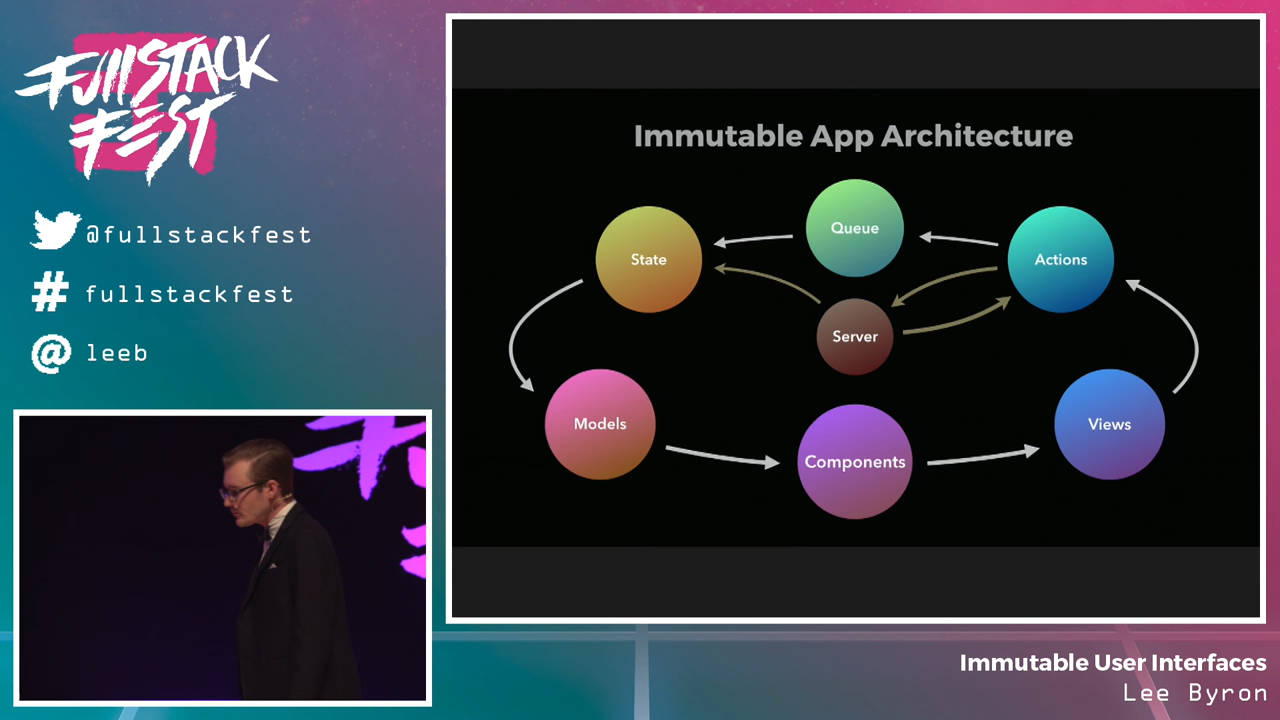 FullSTACK
FEST
@fullstackfest
# fullstackfest
@ leeb
Immutable App Architecture
Queue
State
Actions
Server
Models
Components
Views
Immutable User Interfaces
Lee Byron